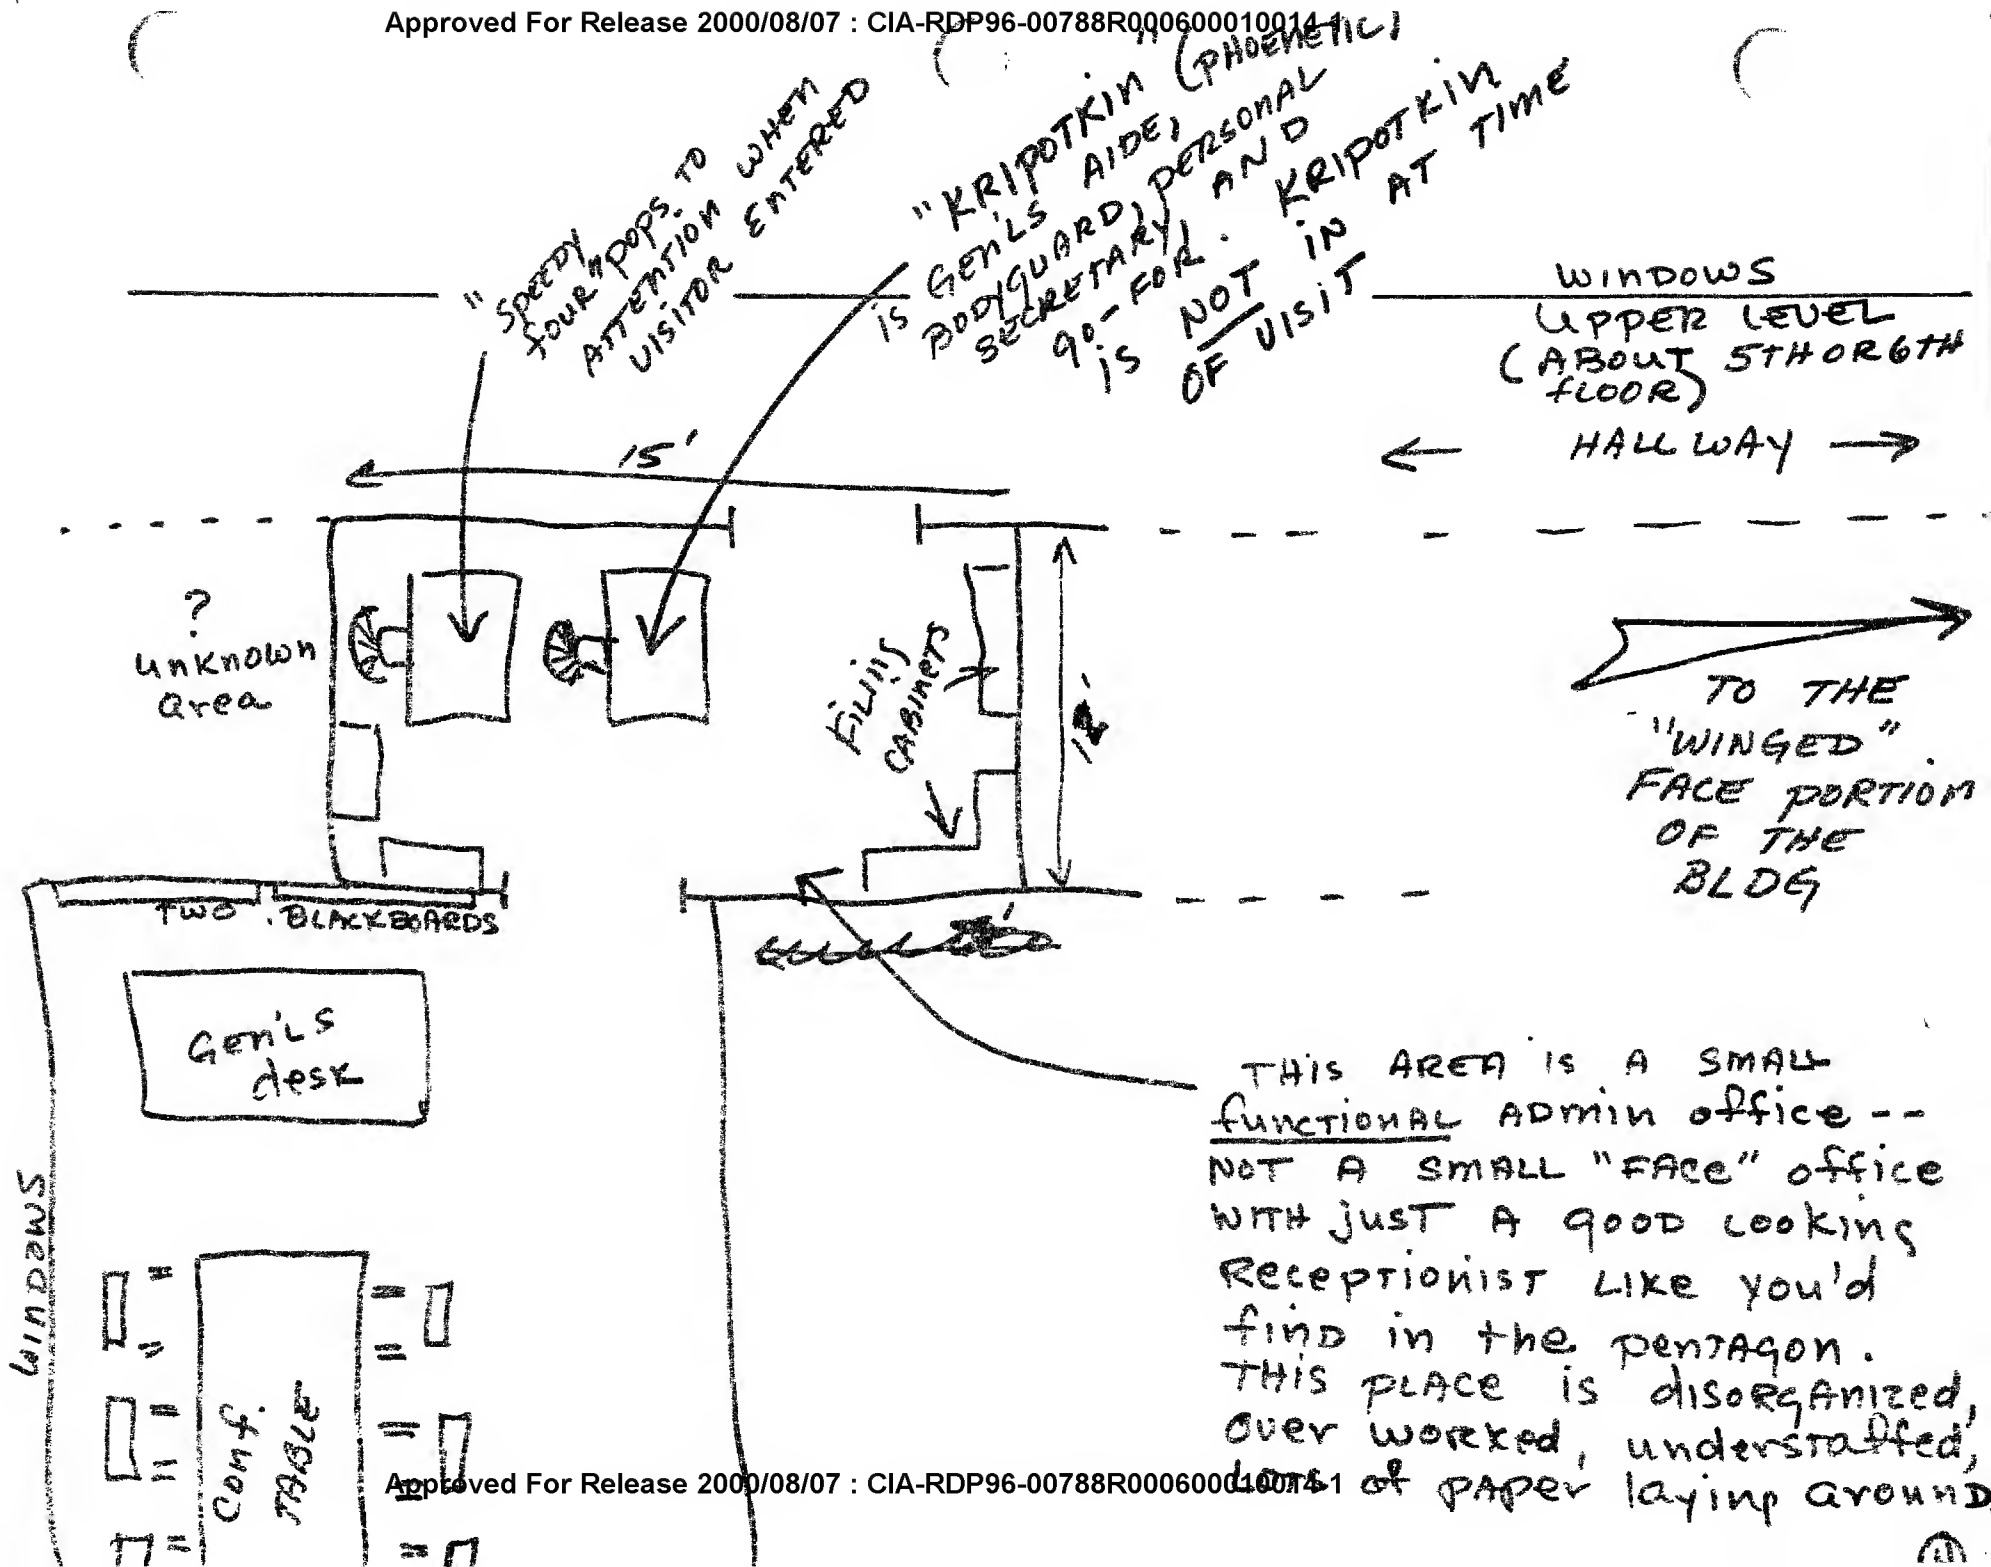 Approved For Release 2000/08/07 : CIA-RDP96-00788R000600010014-1
"SPEEDY
FOUR" POPS TO
ATTENTION WHEN
VISITOR ENTERED
"KRIPOTKIN" (PHOENETIC)
is GEN'LS AIDE,
BODYGUARD, PERSONAL
SECRETARY, AND
go-FOR. KRIPOTKIN
is NOT IN AT TIME
OF VISIT
WINDOWS
UPPER LEVEL
(ABOUT 5TH OR 6TH
fLOOR)
← HALLWAY →
15'
?
unknown
area
FILING
CABINETS
TO THE
"WINGED"
FACE PORTION
OF THE
BLDG
TWO BLACKBOARDS
Gen'LS
desk
WINDOWS
Conf.
TABLE
THIS AREA IS A SMALL
functionAL ADMIN office --
NOT A SMALL "FACE" office
WITH JUST A GOOD LOOKING
RECEPTIONIST LIKE YOU'd
find in the pentAgon.
THIS PLACE is disorgAnized,
over worked, understaffed,
LOTS of PAPER laying around
Approved For Release 2000/08/07 : CIA-RDP96-00788R000600010014-1